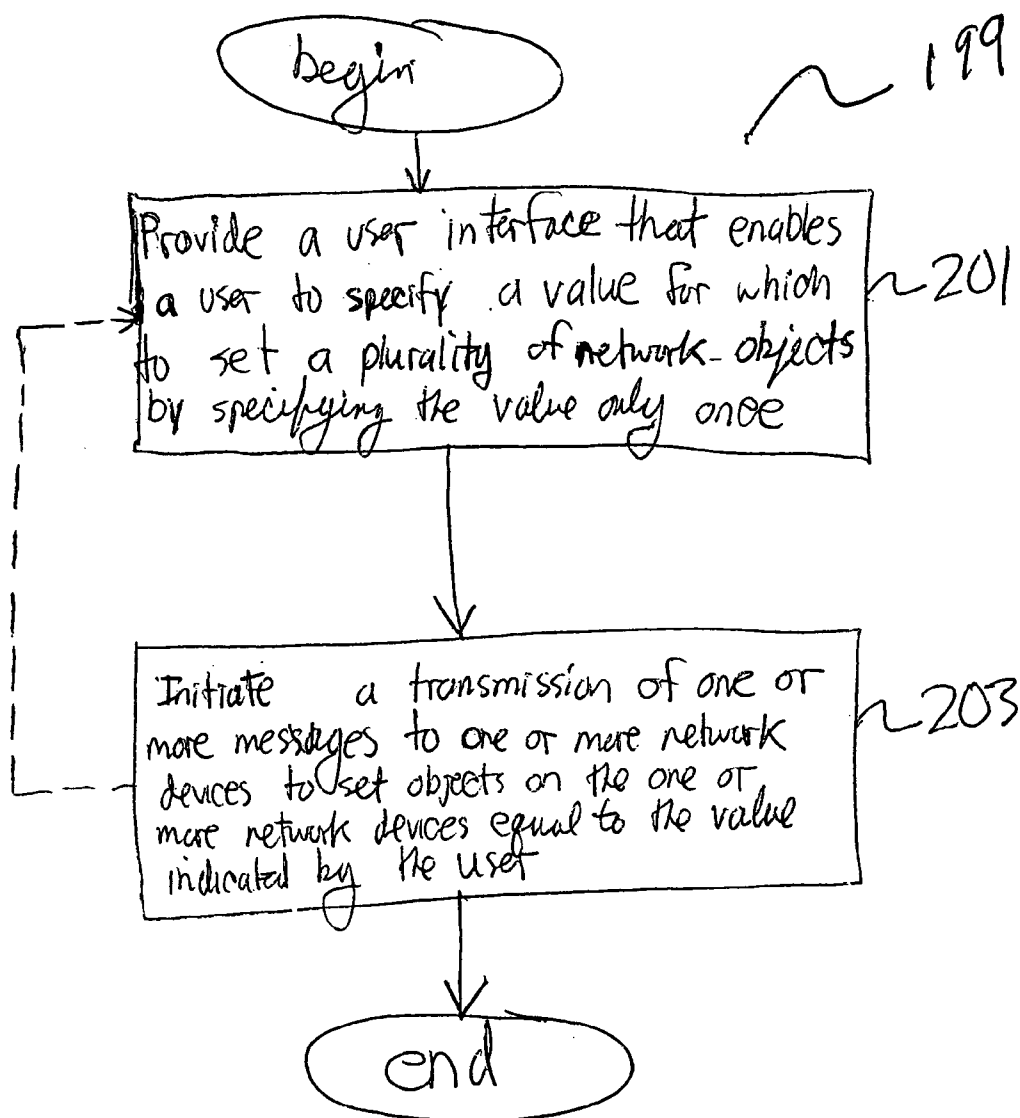 begin
199
Provide a user interface that enables
a user to specify a value for which
to set a plurality of network objects
by specifying the value only once
201
Initiate a transmission of one or
more messages to one or more network
devices to set objects on the one or
more network devices equal to the value
indicated by the user
203
end